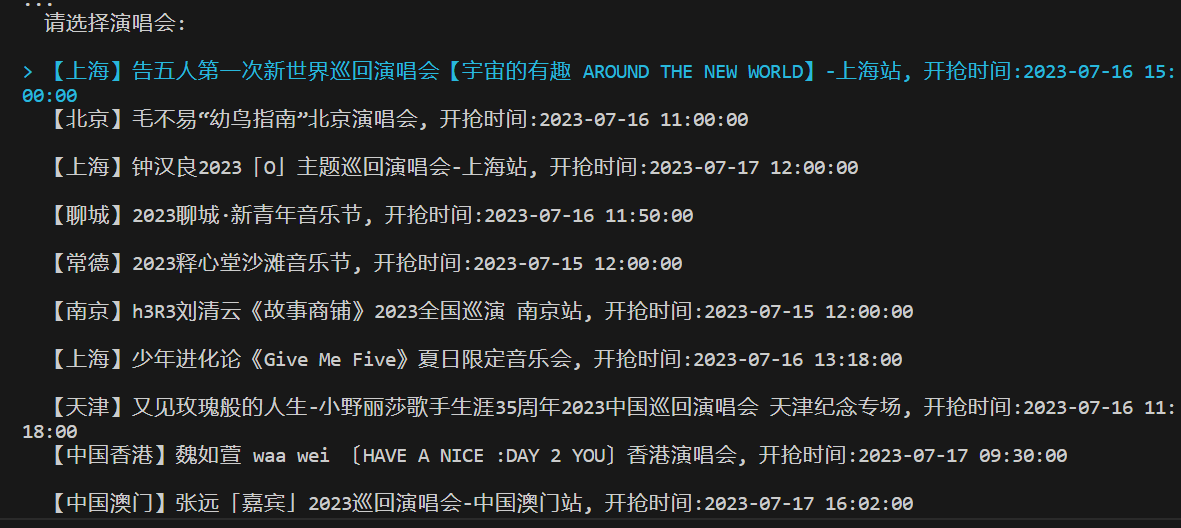 ...
请选择演唱会:
> 【上海】告五人第一次新世界巡回演唱会【宇宙的有趣 AROUND THE NEW WORLD】-上海站, 开抢时间:2023-07-16 15:
00:00
【北京】毛不易“幼鸟指南”北京演唱会, 开抢时间:2023-07-16 11:00:00
【上海】钟汉良2023「O」主题巡回演唱会-上海站, 开抢时间:2023-07-17 12:00:00
【聊城】2023聊城·新青年音乐节, 开抢时间:2023-07-16 11:50:00
【常德】2023释心堂沙滩音乐节, 开抢时间:2023-07-15 12:00:00
【南京】h3R3刘清云《故事商铺》2023全国巡演 南京站, 开抢时间:2023-07-15 12:00:00
【上海】少年进化论《Give Me Five》夏日限定音乐会, 开抢时间:2023-07-16 13:18:00
【天津】又见玫瑰般的人生-小野丽莎歌手生涯35周年2023中国巡回演唱会 天津纪念专场, 开抢时间:2023-07-16 11:
18:00
【中国香港】魏如萱 waa wei 〔HAVE A NICE :DAY 2 YOU〕香港演唱会, 开抢时间:2023-07-17 09:30:00
【中国澳门】张远「嘉宾」2023巡回演唱会-中国澳门站, 开抢时间:2023-07-17 16:02:00